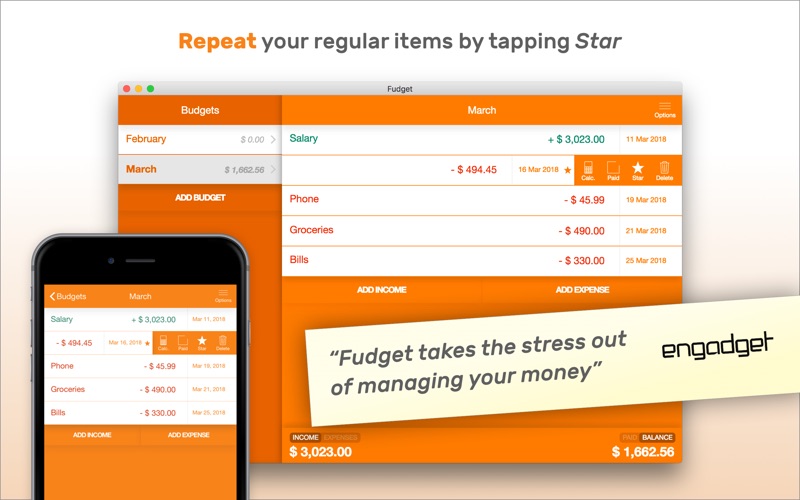 Repeat your regular items by tapping Star
Fudget
Budgets
March
Options
February
$ 0.00
March
$ 1,662.56
ADD BUDGET
Salary
+ $ 3,023.00
11 Mar 2018
- $ 494.45
16 Mar 2018
Calc.
Paid
Star
Delete
Phone
- $ 45.99
19 Mar 2018
Groceries
- $ 490.00
21 Mar 2018
Bills
- $ 330.00
25 Mar 2018
ADD INCOME
ADD EXPENSE
INCOME EXPENSES
$ 3,023.00
PAID BALANCE
$ 1,662.56
Budgets
March
Options
Salary
+ $ 3,023.00
Mar 11, 2018
- $ 494.45
Mar 16, 2018
Calc.
Paid
Star
Delete
Phone
- $ 45.99
Mar 19, 2018
Groceries
- $ 490.00
Mar 21, 2018
Bills
- $ 330.00
Mar 25, 2018
ADD INCOME
ADD EXPENSE
“Fudget takes the stress out
of managing your money”
engadget